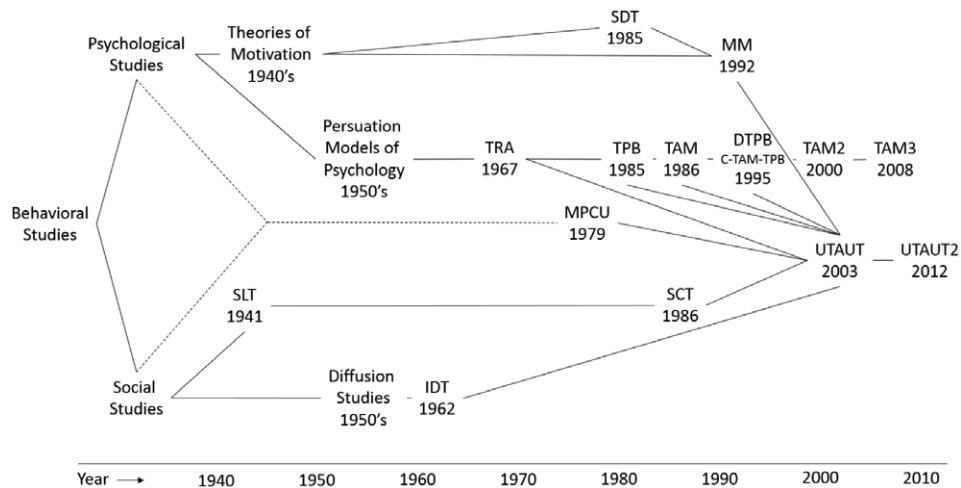 Psychological
Studies
Theories of
Motivation
1940's
SDT
1985
MM
1992
Persuation
Models of
Psychology
1950's
TRA
1967
TPB
1985
TAM
1986
DTPB
C-TAM-TPB
1995
TAM2
2000
TAM3
2008
Behavioral
Studies
MPCU
1979
UTAUT
2003
UTAUT2
2012
SLT
1941
SCT
1986
Social
Studies
Diffusion
Studies
1950's
IDT
1962
Year 1940 1950 1960 1970 1980 1990 2000 2010